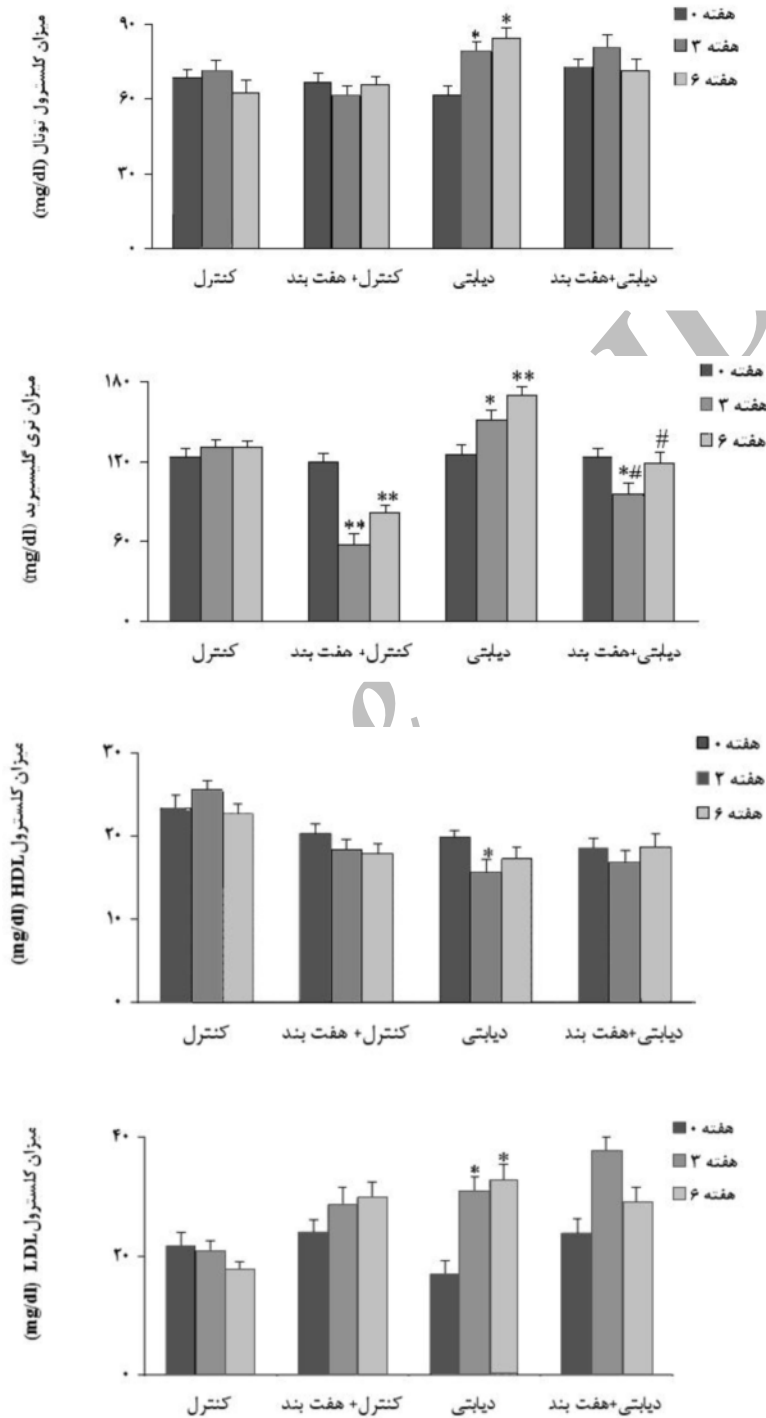 میزان کلسترول توتال (mg/dl)
۹۰
۶۰
۳۰
۰
هفته ۰
هفته ۳
هفته ۶
* *
کنترل کنترل+ هفت بند دیابتی دیابتی+هفت بند
میزان تری گلیسیرید (mg/dl)
۱۸۰
۱۲۰
۶۰
۰
هفته ۰
هفته ۳
هفته ۶
** ** * ** *# #
کنترل کنترل+ هفت بند دیابتی دیابتی+هفت بند
میزان کلسترول HDL (mg/dl)
۳۰
۲۰
۱۰
۰
هفته ۰
هفته ۲
هفته ۶
*
کنترل کنترل+ هفت بند دیابتی دیابتی+هفت بند
میزان کلسترول LDL (mg/dl)
۴۰
۲۰
۰
هفته ۰
هفته ۳
هفته ۶
* *
کنترل کنترل+ هفت بند دیابتی دیابتی+هفت بند